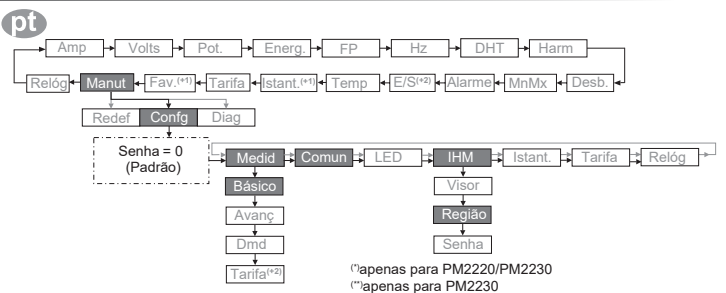 pt
Amp Volts Pot. Energ. FP Hz DHT Harm
Relóg Manut Fav.(+1) Tarifa Istant.(+1) Temp E/S(+2) Alarme MnMx Desb.
Redef Confg Diag
Senha = 0
(Padrão)
Medid Comun LED IHM Istant. Tarifa Relóg
Básico Visor
Avanç Região
Dmd Senha
Tarifa(+2)
(*)apenas para PM2220/PM2230
(**)apenas para PM2230